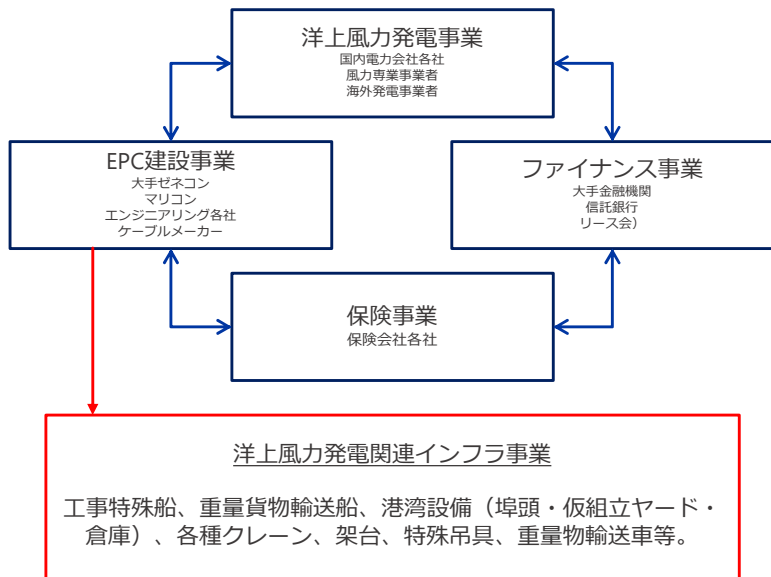 洋上風力発電事業
国内電力会社各社
風力専業事業者
海外発電事業者
EPC建設事業
大手ゼネコン
マリコン
エンジニアリング各社
ケーブルメーカー
ファイナンス事業
大手金融機関
信託銀行
リース会）
保険事業
保険会社各社
洋上風力発電関連インフラ事業
工事特殊船、重量貨物輸送船、港湾設備（埠頭・仮組立ヤード・
倉庫）、各種クレーン、架台、特殊吊具、重量物輸送車等。